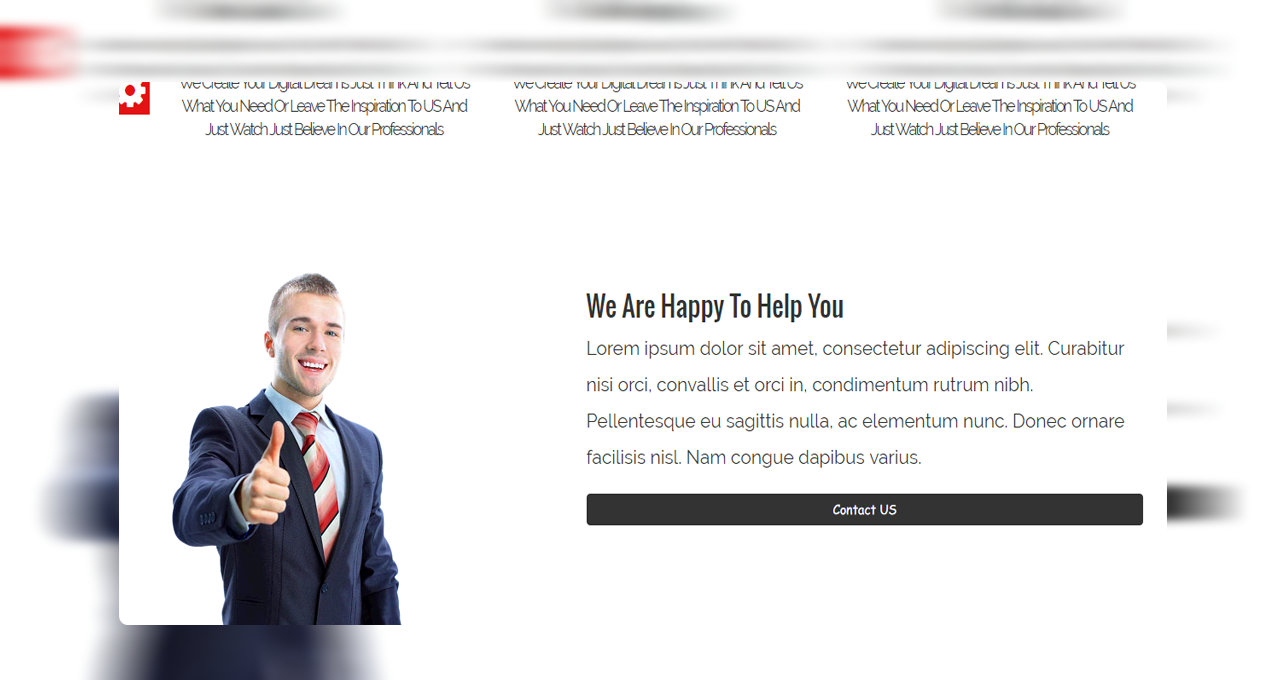 We Create Your Digital Dreams Just Think And Tell Us
What You Need Or Leave The Inspiration To US And
Just Watch Just Believe In Our Professionals
We Create Your Digital Dreams Just Think And Tell Us
What You Need Or Leave The Inspiration To US And
Just Watch Just Believe In Our Professionals
We Create Your Digital Dreams Just Think And Tell Us
What You Need Or Leave The Inspiration To US And
Just Watch Just Believe In Our Professionals
We Are Happy To Help You
Lorem ipsum dolor sit amet, consectetur adipiscing elit. Curabitur
nisi orci, convallis et orci in, condimentum rutrum nibh.
Pellentesque eu sagittis nulla, ac elementum nunc. Donec ornare
facilisis nisl. Nam congue dapibus varius.
Contact US